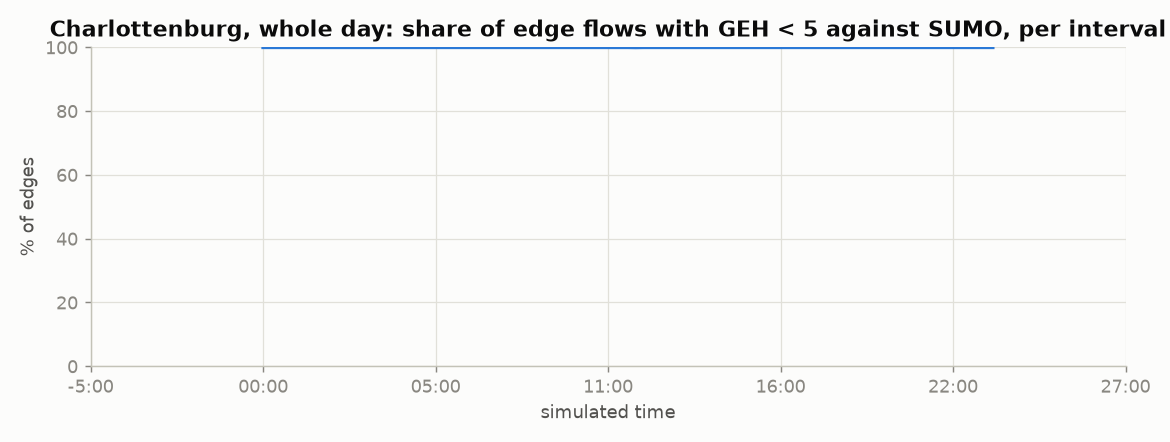 Charlottenburg, whole day: share of edge flows with GEH < 5 against SUMO, per interval
100
80
60
40
20
0
% of edges
-5:00 00:00 05:00 11:00 16:00 22:00 27:00
simulated time